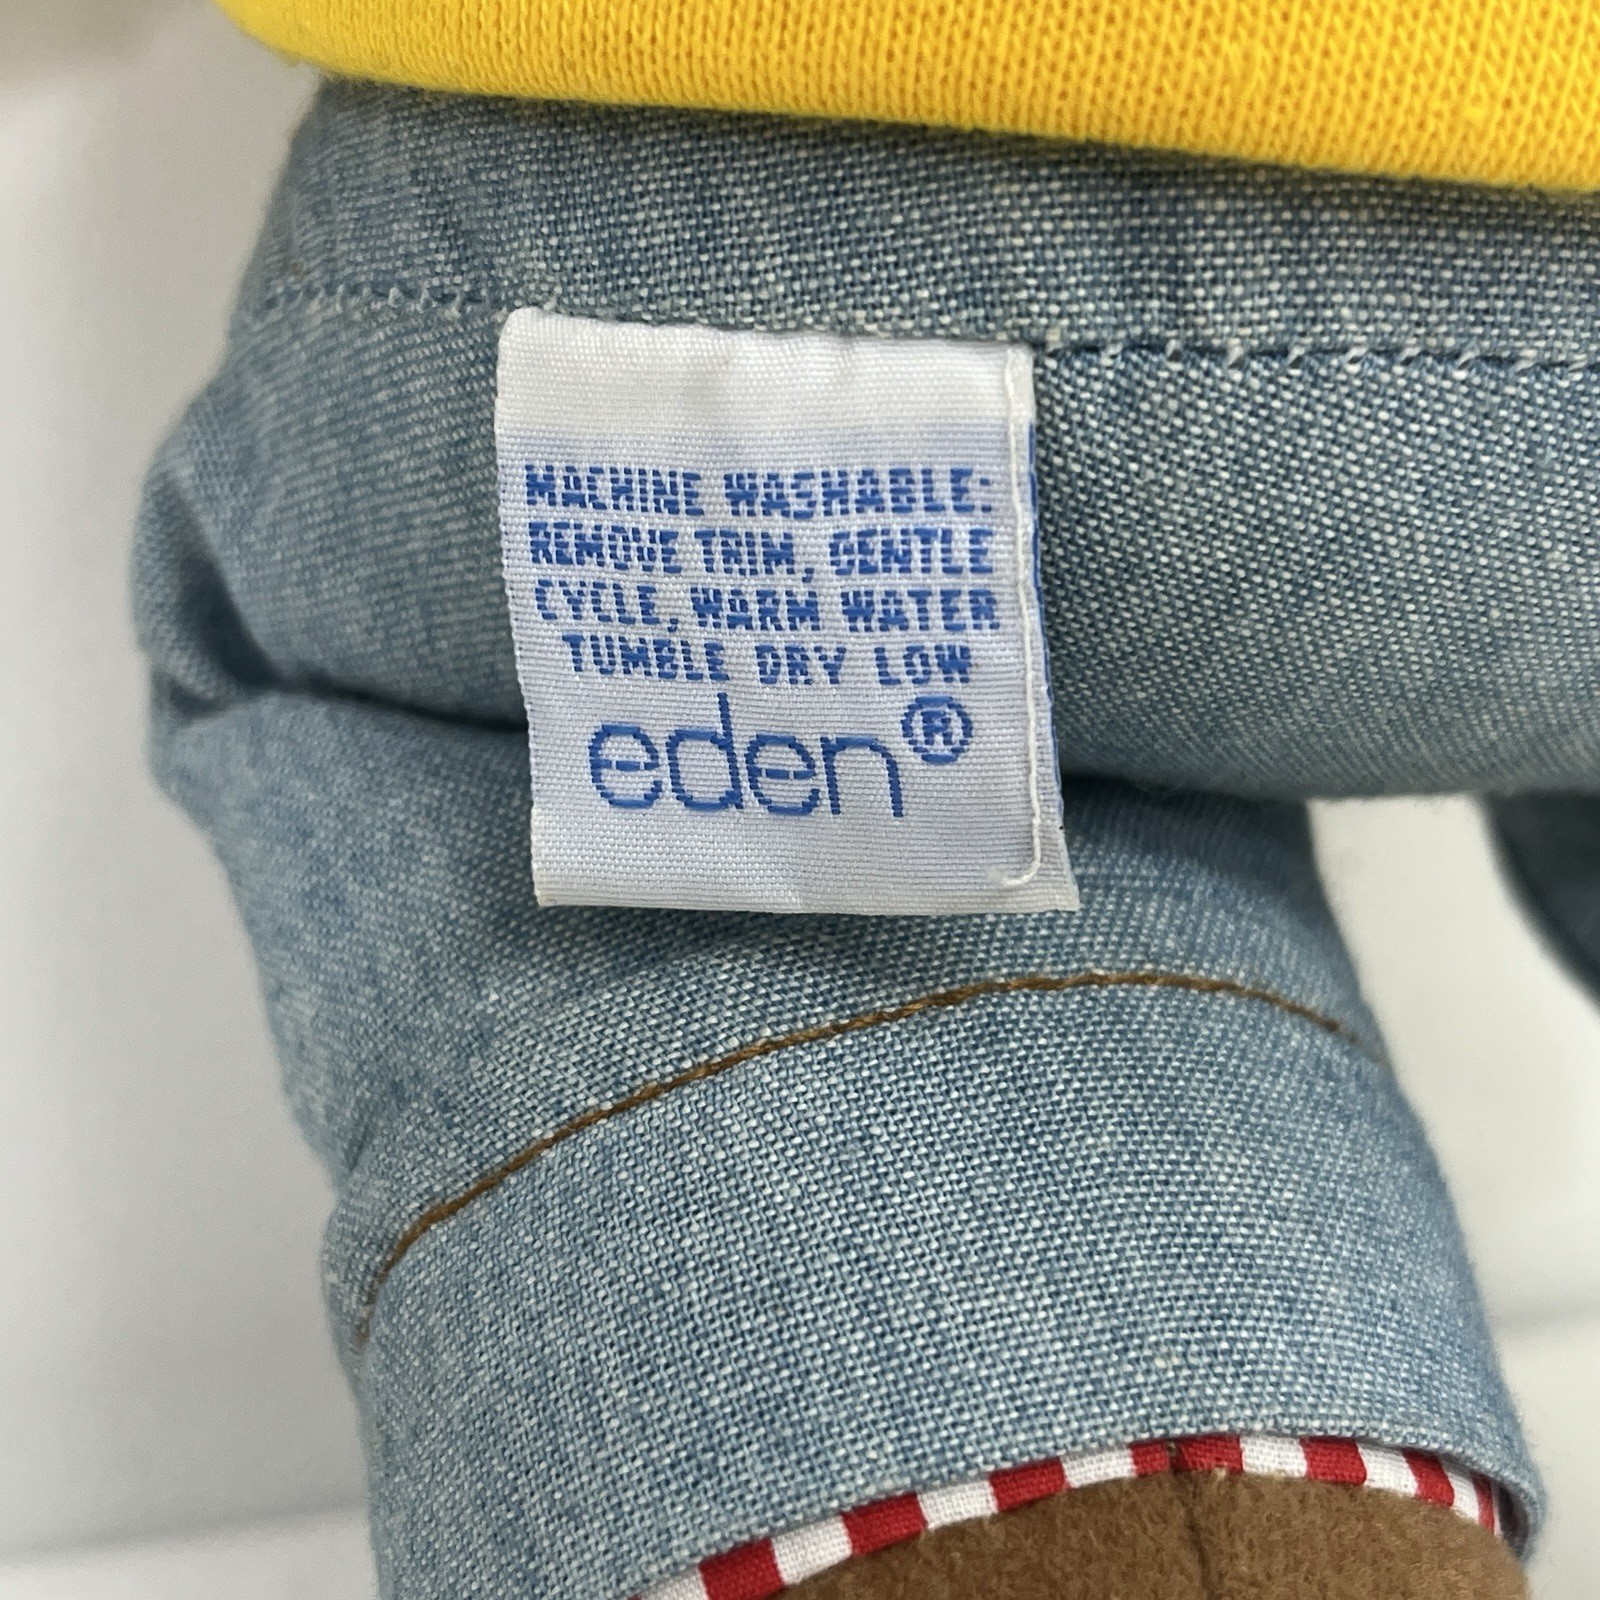 MACHINE WASHABLE:
REMOVE TRIM, GENTLE
CYCLE, WARM WATER
TUMBLE DRY LOW
eden®